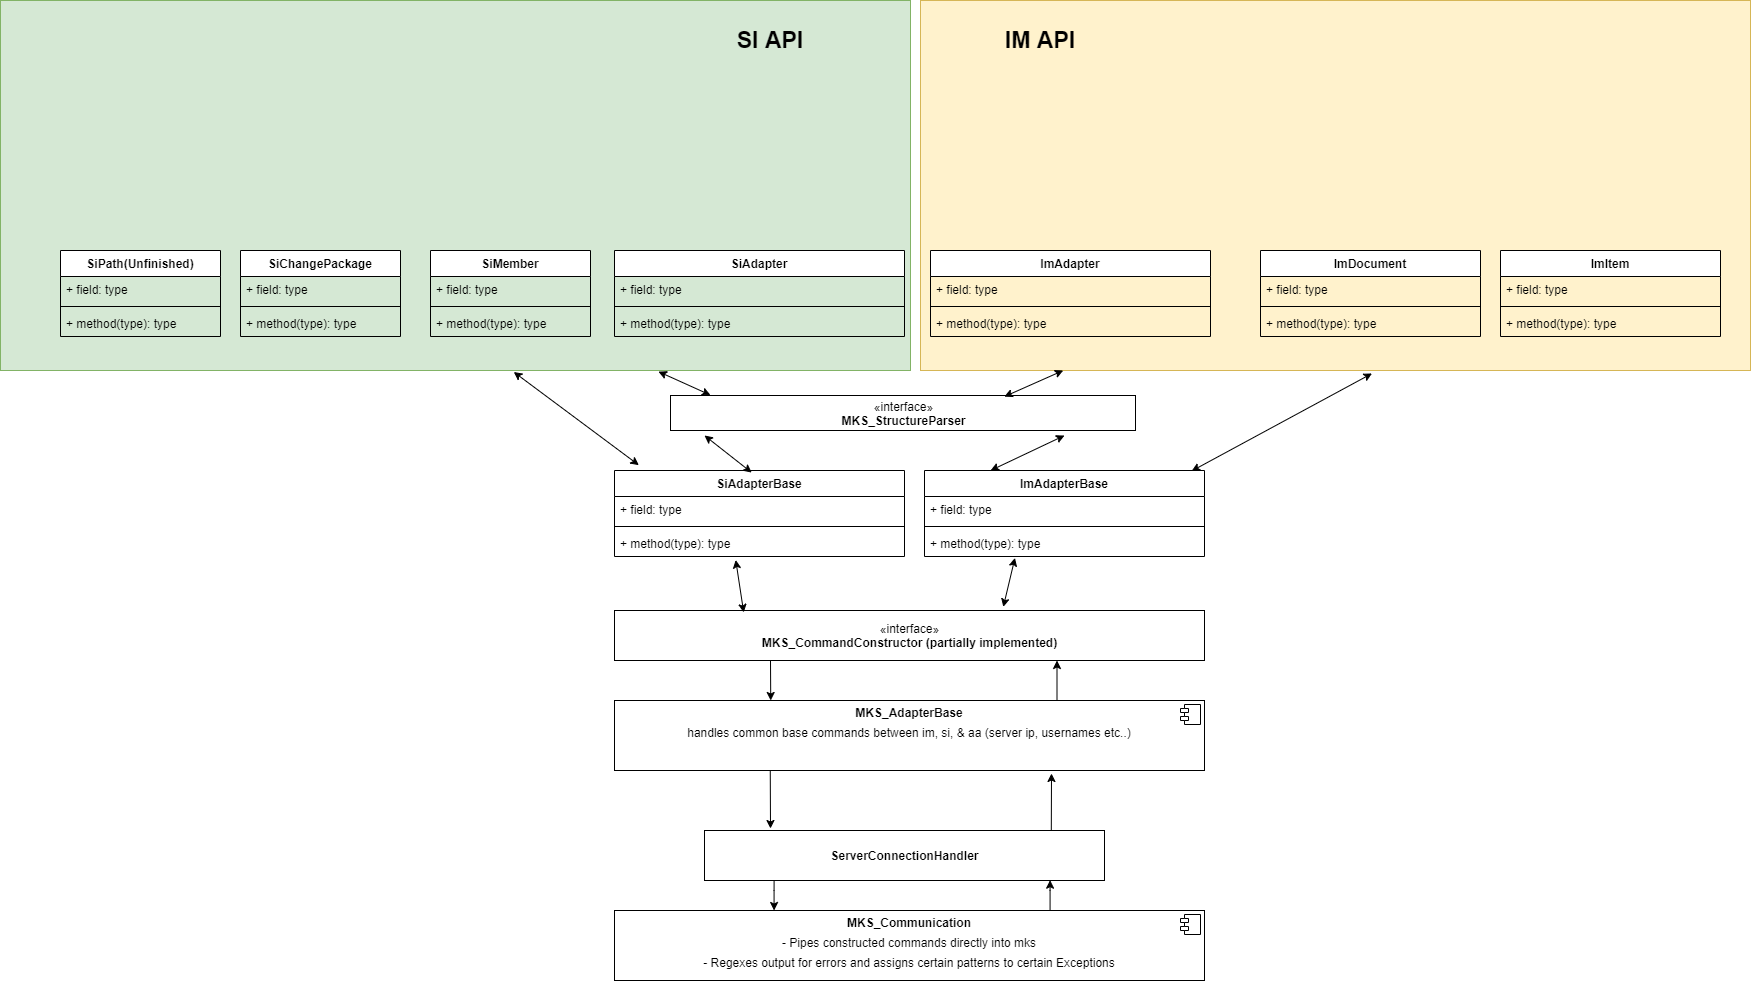 SI API
IM API
SiPath(Unfinished)
+ field: type
+ method(type): type
SiChangePackage
+ field: type
+ method(type): type
SiMember
+ field: type
+ method(type): type
SiAdapter
+ field: type
+ method(type): type
ImAdapter
+ field: type
+ method(type): type
ImDocument
+ field: type
+ method(type): type
ImItem
+ field: type
+ method(type): type
«interface»
MKS_StructureParser
SiAdapterBase
+ field: type
+ method(type): type
ImAdapterBase
+ field: type
+ method(type): type
«interface»
MKS_CommandConstructor (partially implemented)
MKS_AdapterBase
handles common base commands between im, si, & aa (server ip, usernames etc..)
ServerConnectionHandler
MKS_Communication
- Pipes constructed commands directly into mks
- Regexes output for errors and assigns certain patterns to certain Exceptions